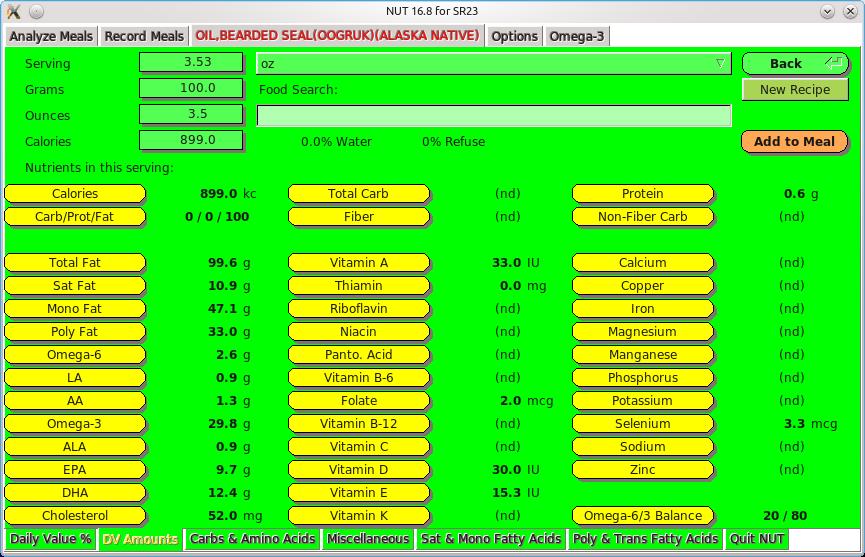 NUT 16.8 for SR23
Analyze Meals Record Meals OIL,BEARDED SEAL(OOGRUK)(ALASKA NATIVE) Options Omega-3
Serving 3.53 oz Back
Grams 100.0 Food Search: New Recipe
Ounces 3.5
Calories 899.0 0.0% Water 0% Refuse Add to Meal
Nutrients in this serving:
Calories 899.0 kc Total Carb (nd) Protein 0.6 g
Carb/Prot/Fat 0 / 0 / 100 Fiber (nd) Non-Fiber Carb (nd)
Total Fat 99.6 g Vitamin A 33.0 IU Calcium (nd)
Sat Fat 10.9 g Thiamin 0.0 mg Copper (nd)
Mono Fat 47.1 g Riboflavin (nd) Iron (nd)
Poly Fat 33.0 g Niacin (nd) Magnesium (nd)
Omega-6 2.6 g Panto. Acid (nd) Manganese (nd)
LA 0.9 g Vitamin B-6 (nd) Phosphorus (nd)
AA 1.3 g Folate 2.0 mcg Potassium (nd)
Omega-3 29.8 g Vitamin B-12 (nd) Selenium 3.3 mcg
ALA 0.9 g Vitamin C (nd) Sodium (nd)
EPA 9.7 g Vitamin D 30.0 IU Zinc (nd)
DHA 12.4 g Vitamin E 15.3 IU
Cholesterol 52.0 mg Vitamin K (nd) Omega-6/3 Balance 20 / 80
Daily Value % DV Amounts Carbs & Amino Acids Miscellaneous Sat & Mono Fatty Acids Poly & Trans Fatty Acids Quit NUT